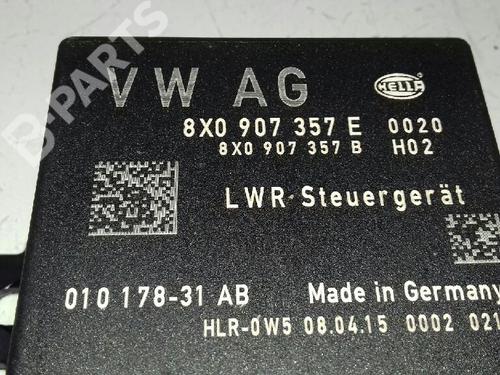 B-PARTS
VW AG
HELLA
8X0 907 357 E 0020
8X0 907 357 B H02
LWR-Steuergerät
010 178-31 AB Made in Germany
HLR-0W5 08.04.15 0002 021